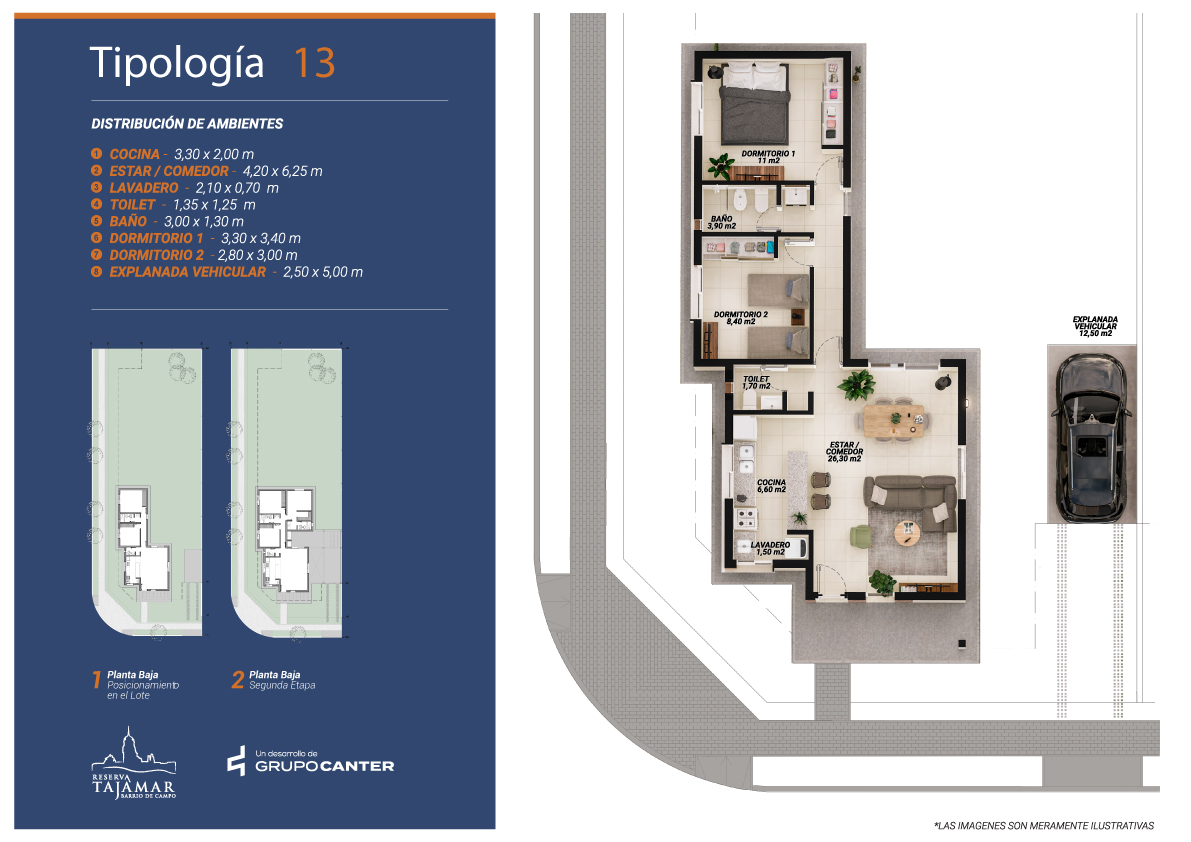 Tipología 13
DISTRIBUCIÓN DE AMBIENTES
1 COCINA - 3,30 x 2,00 m
2 ESTAR / COMEDOR - 4,20 x 6,25 m
3 LAVADERO - 2,10 x 0,70 m
4 TOILET - 1,35 x 1,25 m
5 BAÑO - 3,00 x 1,30 m
6 DORMITORIO 1 - 3,30 x 3,40 m
7 DORMITORIO 2 - 2,80 x 3,00 m
8 EXPLANADA VEHICULAR - 2,50 x 5,00 m
1 Planta Baja
Posicionamiento
en el Lote
2 Planta Baja
Segunda Etapa
RESERVA
TAJAMAR
BARRIO DE CAMPO
Un desarrollo de
GRUPOCANTER
DORMITORIO 1
11 m2
BAÑO
3,90 m2
DORMITORIO 2
8,40 m2
TOILET
1,70 m2
ESTAR /
COMEDOR
26,30 m2
COCINA
6,60 m2
LAVADERO
1,50 m2
EXPLANADA
VEHICULAR
12,50 m2
*LAS IMAGENES SON MERAMENTE ILUSTRATIVAS